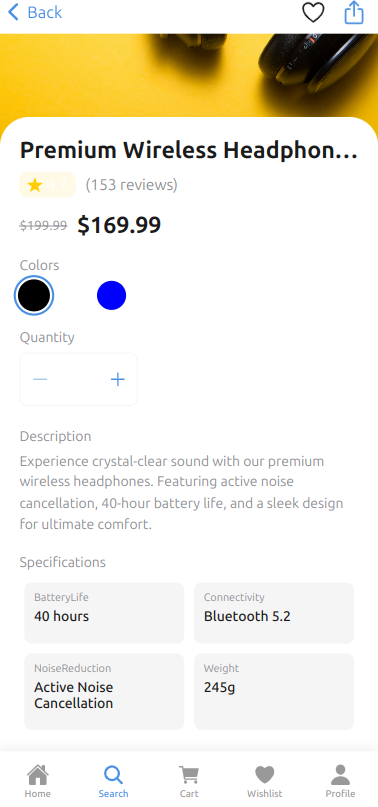 Back
Premium Wireless Headphon...
(153 reviews)
$199.99 $169.99
Colors
Quantity
Description
Experience crystal-clear sound with our premium
wireless headphones. Featuring active noise
cancellation, 40-hour battery life, and a sleek design
for ultimate comfort.
Specifications
BatteryLife Connectivity
40 hours Bluetooth 5.2
NoiseReduction Weight
Active Noise 245g
Cancellation
Home Search Cart Wishlist Profile